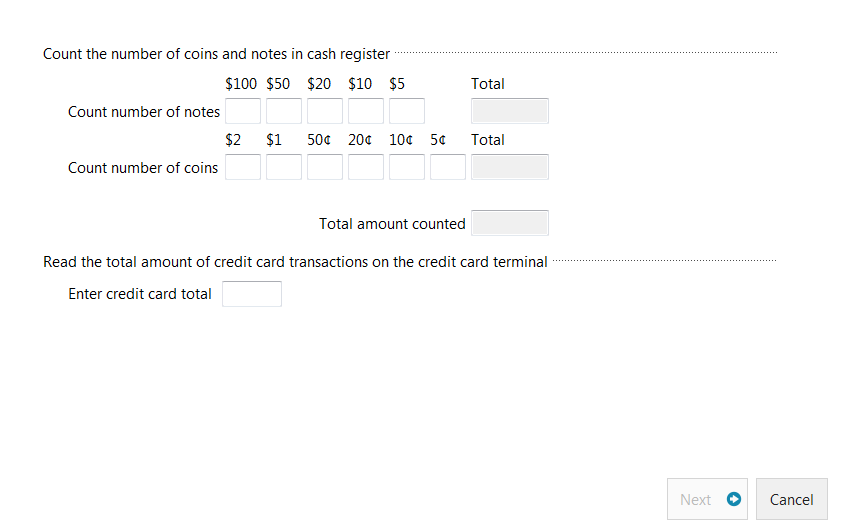 Count the number of coins and notes in cash register
$100 $50 $20 $10 $5 Total
Count number of notes
$2 $1 50¢ 20¢ 10¢ 5¢ Total
Count number of coins
Total amount counted
Read the total amount of credit card transactions on the credit card terminal
Enter credit card total
Next Cancel